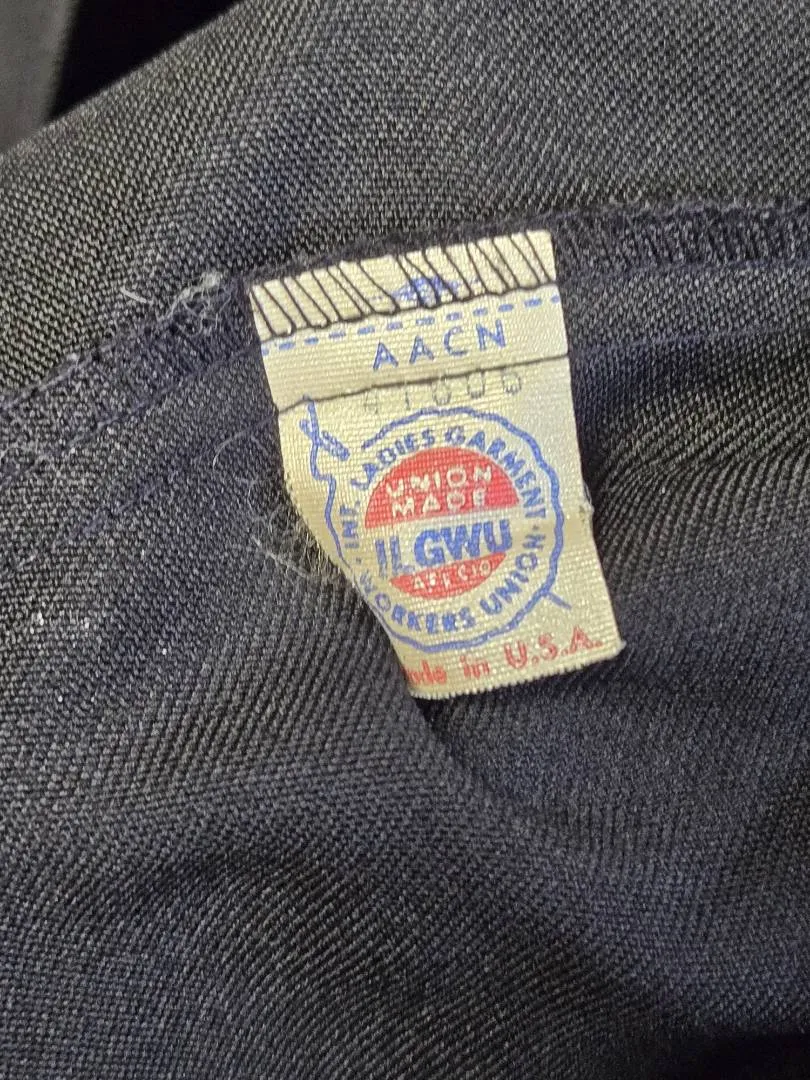 AACN
INT. LADIES GARMENT
WORKERS UNION
UNION
MADE
ILGWU
AFL CIO
in U.S.A.